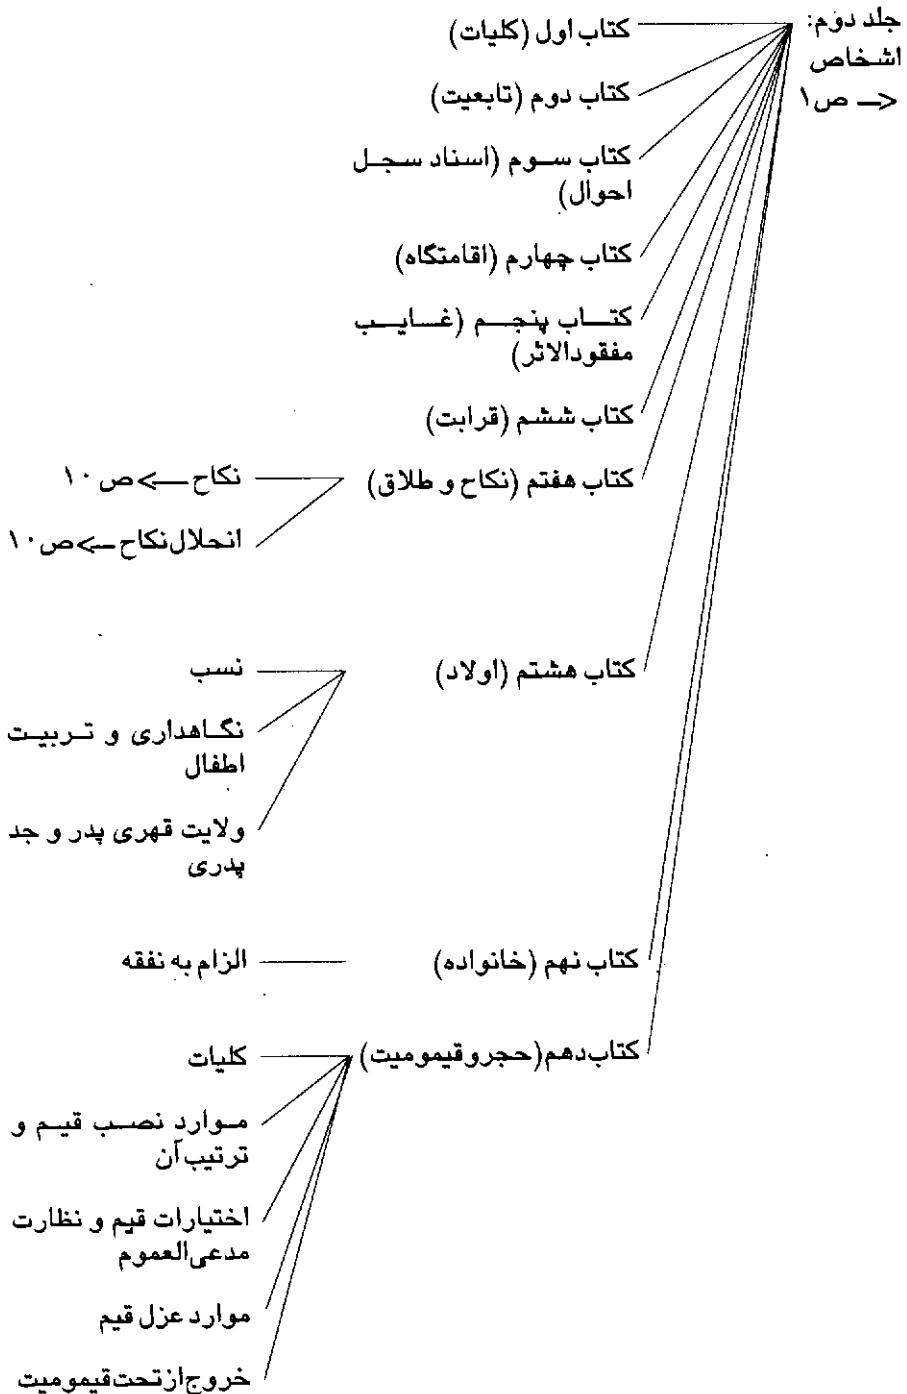 جلد دوم:
اشخاص
<— ص۱
کتاب اول (کلیات)
کتاب دوم (تابعیت)
کتاب سوم (اسناد سجل
احوال)
کتاب چهارم (اقامتگاه)
کتاب پنجم (غایب
مفقودالاثر)
کتاب ششم (قرابت)
کتاب هفتم (نکاح و طلاق)
نکاح —> ص ۱۰
انحلال نکاح —> ص ۱۰
کتاب هشتم (اولاد)
نسب
نگاهداری و تربیت
اطفال
ولایت قهری پدر و جد
پدری
کتاب نهم (خانواده)
الزام به نفقه
کتاب دهم (حجر و قیمومیت)
کلیات
موارد نصب قیم و
ترتیب آن
اختیارات قیم و نظارت
مدعی‌العموم
موارد عزل قیم
خروج از تحت قیمومیت